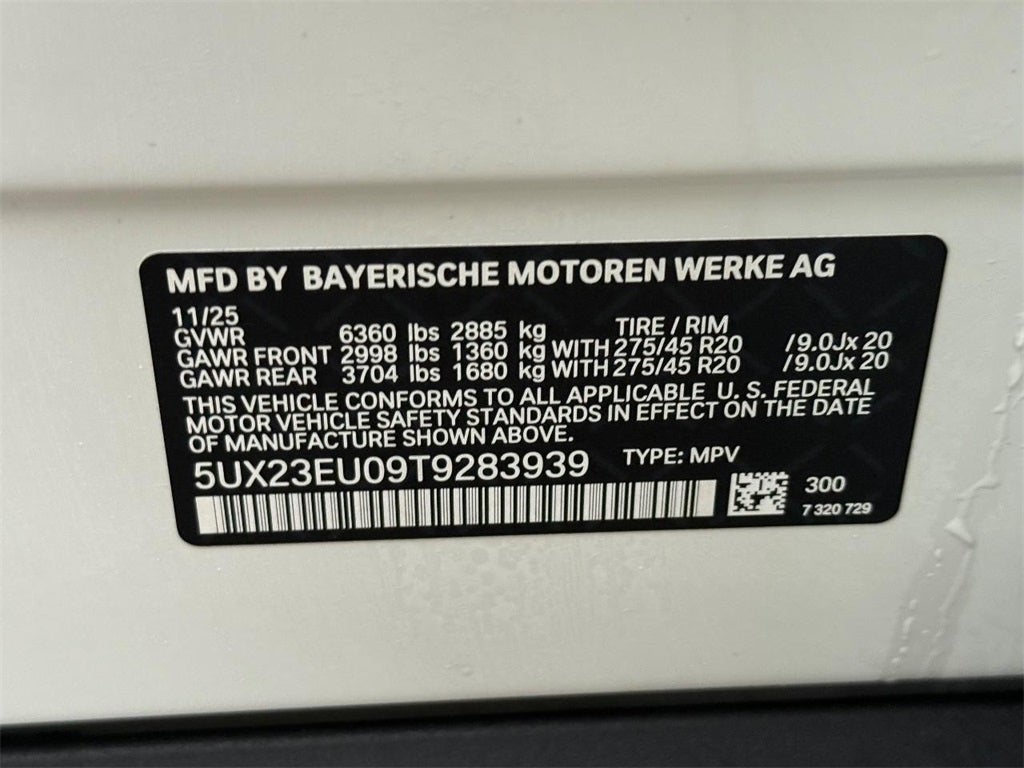 MFD BY BAYERISCHE MOTOREN WERKE AG
11/25 TIRE / RIM
GVWR 6360 lbs 2885 kg
GAWR FRONT 2998 lbs 1360 kg WITH 275/45 R20 /9.0Jx 20
GAWR REAR 3704 lbs 1680 kg WITH 275/45 R20 /9.0Jx 20
THIS VEHICLE CONFORMS TO ALL APPLICABLE U. S. FEDERAL
MOTOR VEHICLE SAFETY STANDARDS IN EFFECT ON THE DATE
OF MANUFACTURE SHOWN ABOVE.
5UX23EU09T9283939 TYPE: MPV
300
7 320 729